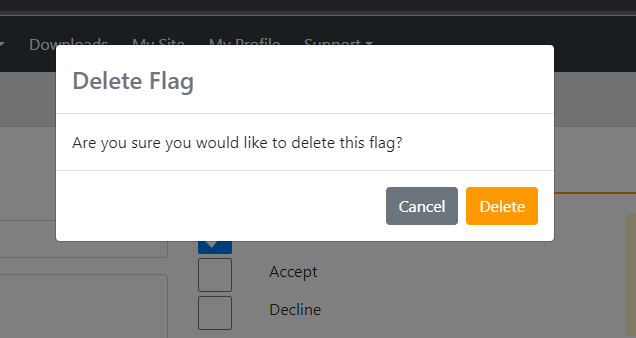 Downloads My Site My Profile Support
Delete Flag
Are you sure you would like to delete this flag?
Cancel Delete
Accept
Decline